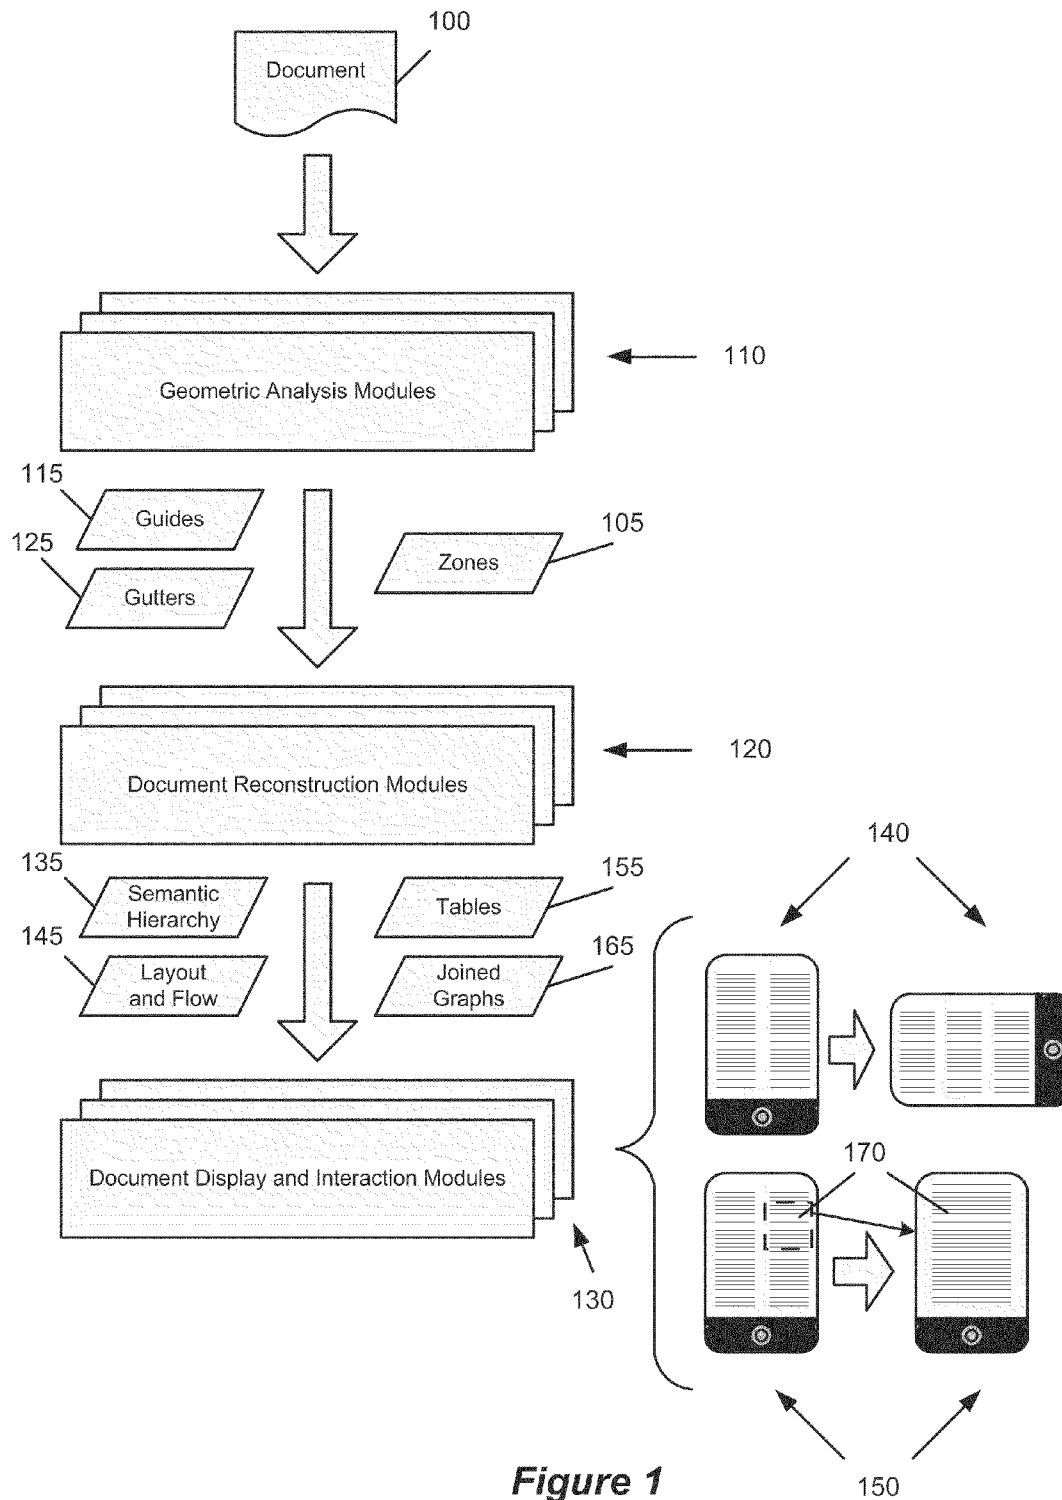 100
Document
110
Geometric Analysis Modules
115
Guides
105
125
Zones
Gutters
120
Document Reconstruction Modules
140
135
155
Semantic
Hierarchy
Tables
145
165
Layout
and Flow
Joined
Graphs
170
Document Display and Interaction Modules
130
150
Figure 1